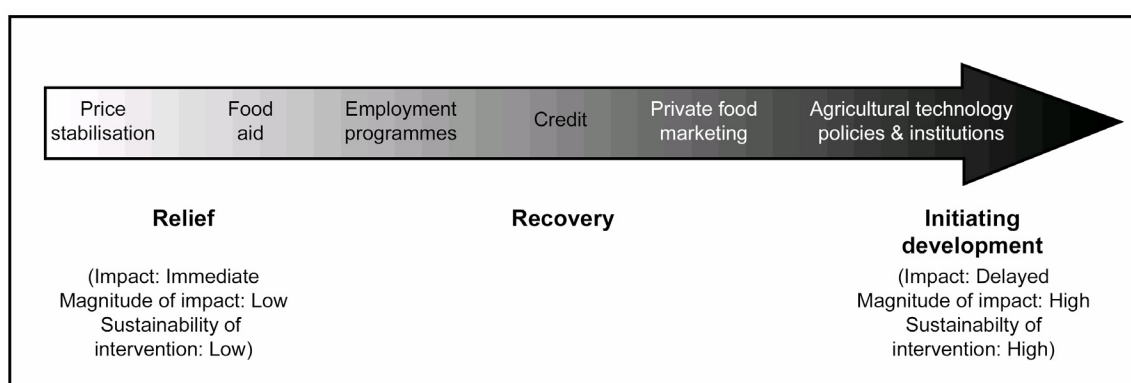 Price
stabilisation
Food
aid
Employment
programmes
Credit
Private food
marketing
Agricultural technology
policies & institutions
Relief
(Impact: Immediate
Magnitude of impact: Low
Sustainability of
intervention: Low)
Recovery
Initiating
development
(Impact: Delayed
Magnitude of impact: High
Sustainabilty of
intervention: High)